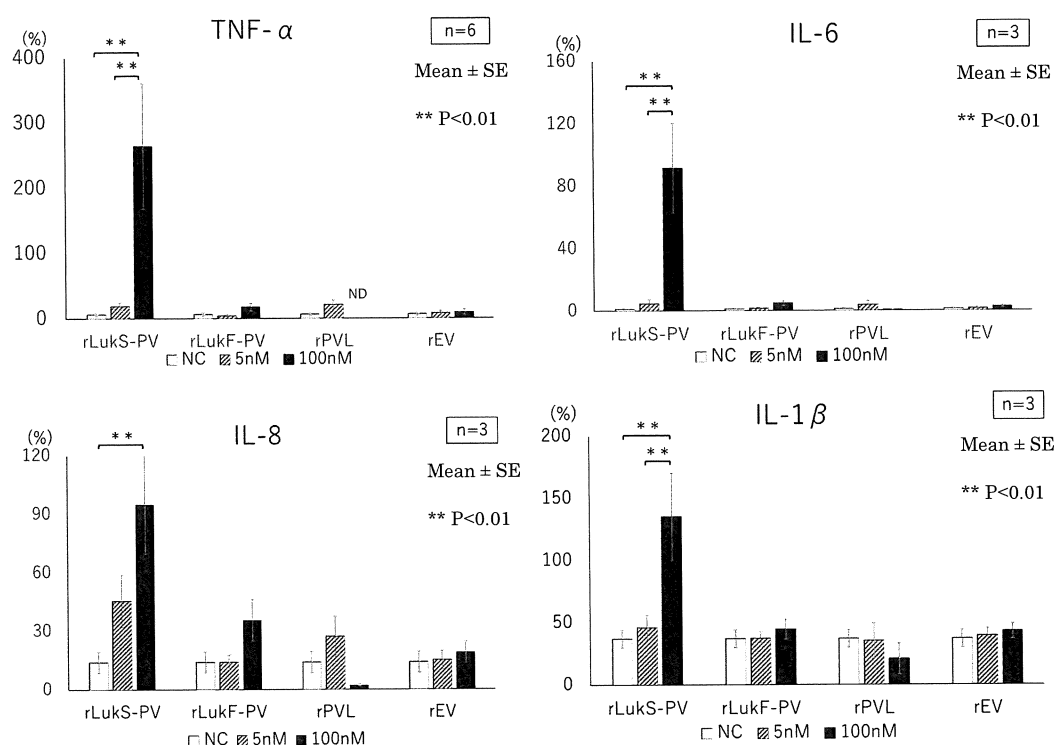 TNF-α
n=6
(%)
Mean ± SE
** P<0.01
**
**
400
300
200
100
0
ND
rLukS-PV rLukF-PV rPVL rEV
NC 5nM 100nM
IL-6
n=3
(%)
Mean ± SE
** P<0.01
**
**
160
120
80
40
0
rLukS-PV rLukF-PV rPVL rEV
NC 5nM 100nM
IL-8
n=3
(%)
Mean ± SE
** P<0.01
**
120
90
60
30
0
rLukS-PV rLukF-PV rPVL rEV
NC 5nM 100nM
IL-1β
n=3
(%)
Mean ± SE
** P<0.01
**
**
200
150
100
50
0
rLukS-PV rLukF-PV rPVL rEV
NC 5nM 100nM